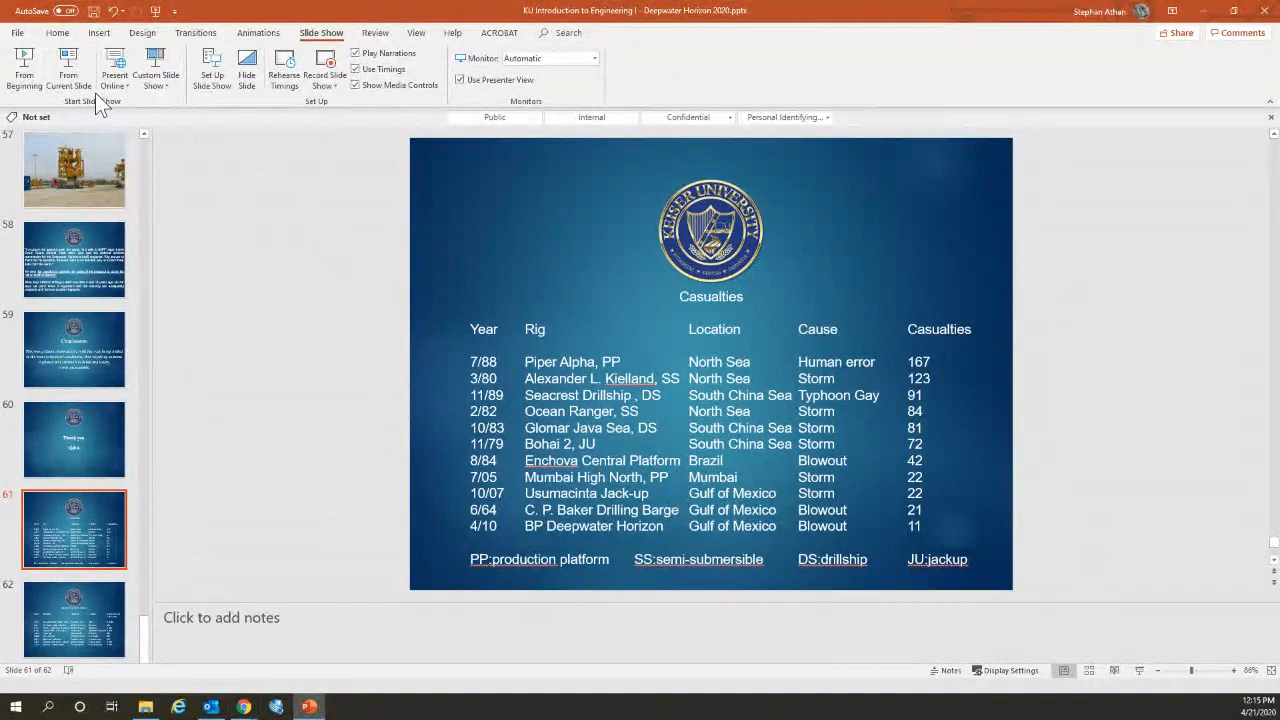 AutoSave Off KU Introduction to Engineering I - Deepwater Horizon 2020.pptx Stephan Athan
File Home Insert Design Transitions Animations Slide Show Review View Help ACROBAT Search Share Comments
From Beginning
From Current Slide
Present Online
Custom Slide Show
Set Up Slide Show
Hide Slide
Rehearse Timings
Record Slide Show
Play Narrations
Use Timings
Show Media Controls
Monitor: Automatic
Use Presenter View
Start Slide Show Set Up Monitors
Not set Public Internal Confidential Personal Identifying...
57
58
59
Conclusions
60
Thank you
Q&A
61
62
KEISER UNIVERSITY
Casualties
Year Rig Location Cause Casualties
7/88 Piper Alpha, PP North Sea Human error 167
3/80 Alexander L. Kielland, SS North Sea Storm 123
11/89 Seacrest Drillship , DS South China Sea Typhoon Gay 91
2/82 Ocean Ranger, SS North Sea Storm 84
10/83 Glomar Java Sea, DS South China Sea Storm 81
11/79 Bohai 2, JU South China Sea Storm 72
8/84 Enchova Central Platform Brazil Blowout 42
7/05 Mumbai High North, PP Mumbai Storm 22
10/07 Usumacinta Jack-up Gulf of Mexico Storm 22
6/64 C. P. Baker Drilling Barge Gulf of Mexico Blowout 21
4/10 BP Deepwater Horizon Gulf of Mexico Blowout 11
PP:production platform SS:semi-submersible DS:drillship JU:jackup
Click to add notes
Slide 61 of 62 Notes Display Settings 86%
12:15 PM
4/21/2020